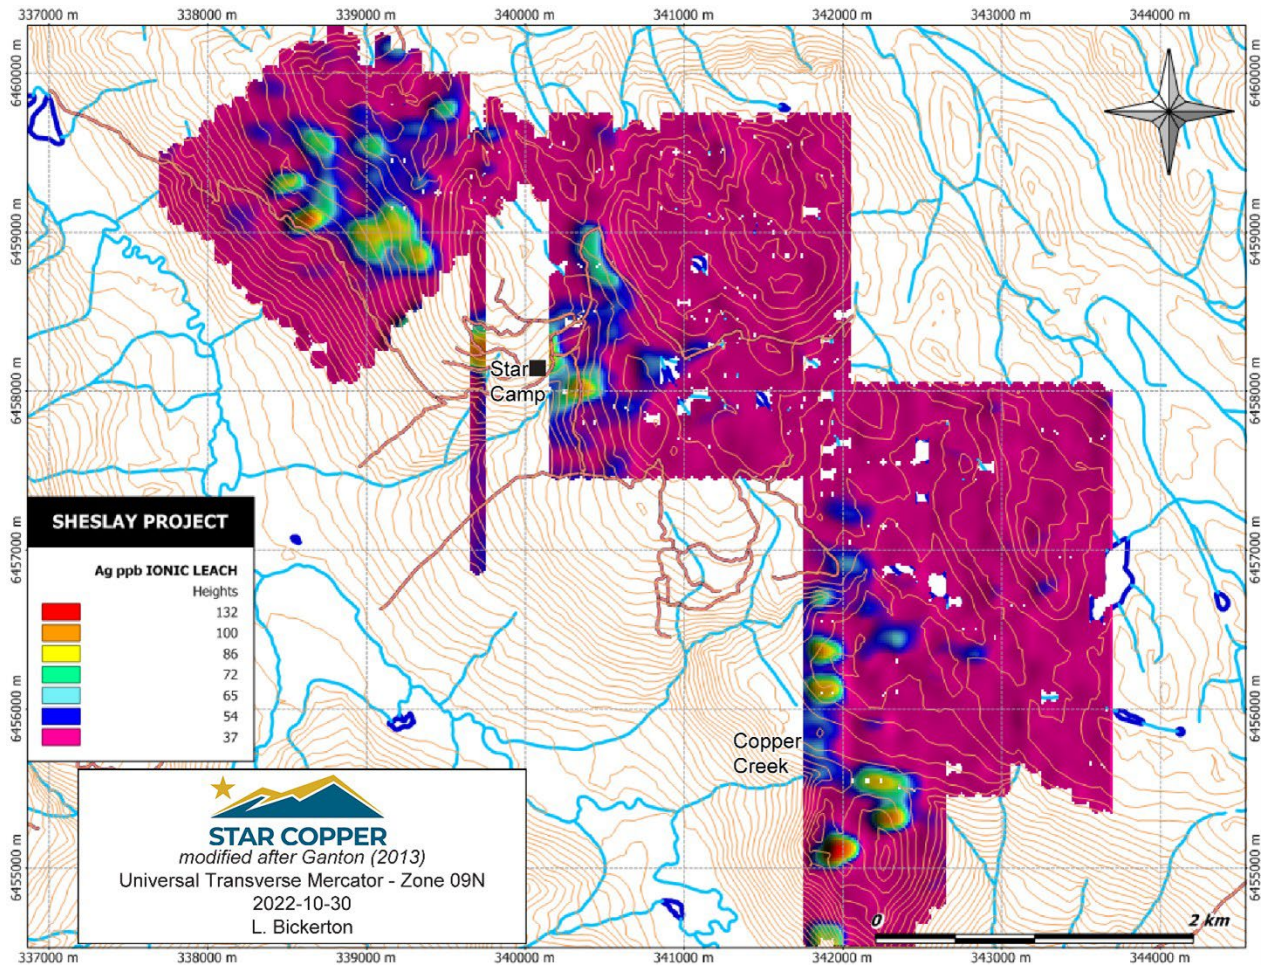 337000 m 338000 m 339000 m 340000 m 341000 m 342000 m 343000 m 344000 m
6460000 m 6460000 m
6459000 m 6459000 m
Star
Camp
6458000 m 6458000 m
SHESLAY PROJECT
6457000 m 6457000 m
Ag ppb IONIC LEACH
Heights
132
100
86
72
65
54
37
6456000 m 6456000 m
Copper
Creek
STAR COPPER
modified after Ganton (2013)
Universal Transverse Mercator - Zone 09N
2022-10-30
L. Bickerton
6455000 m 6455000 m
0 2 km
337000 m 338000 m 339000 m 340000 m 341000 m 342000 m 343000 m 344000 m